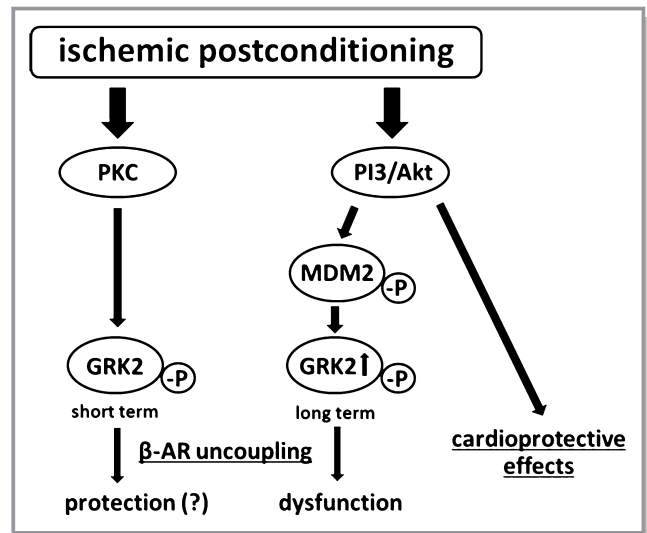 ischemic postconditioning
PKC
PI3/Akt
MDM2
-P
GRK2
-P
GRK2↑
-P
short term
long term
β-AR uncoupling
cardioprotective
effects
protection (?)
dysfunction